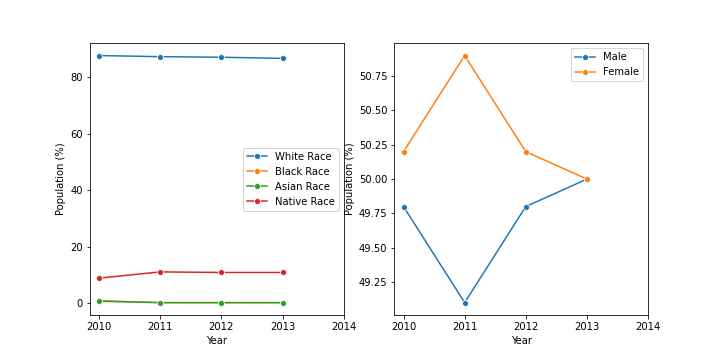 80
60
40
20
0
2010 2011 2012 2013 2014
Year
Population (%)
White Race
Black Race
Asian Race
Native Race
50.75
50.50
50.25
50.00
49.75
49.50
49.25
2010 2011 2012 2013 2014
Year
Population (%)
Male
Female